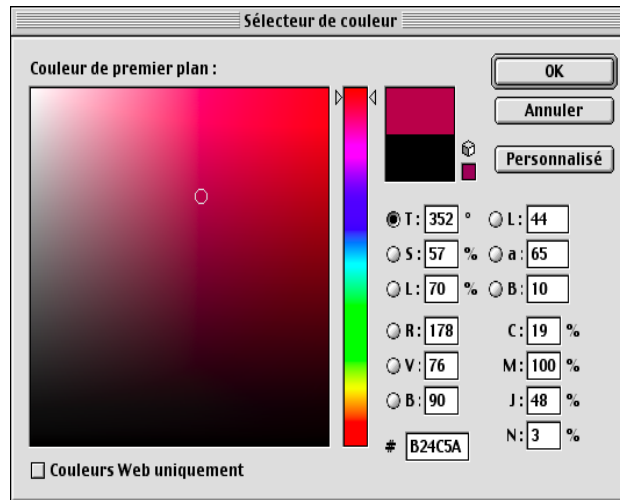 Sélecteur de couleur
Couleur de premier plan :
OK
Annuler
Personnalisé
T: 352 ° L: 44
S: 57 % a: 65
L: 70 % B: 10
R: 178 C: 19 %
V: 76 M: 100 %
B: 90 J: 48 %
# B24C5A N: 3 %
Couleurs Web uniquement